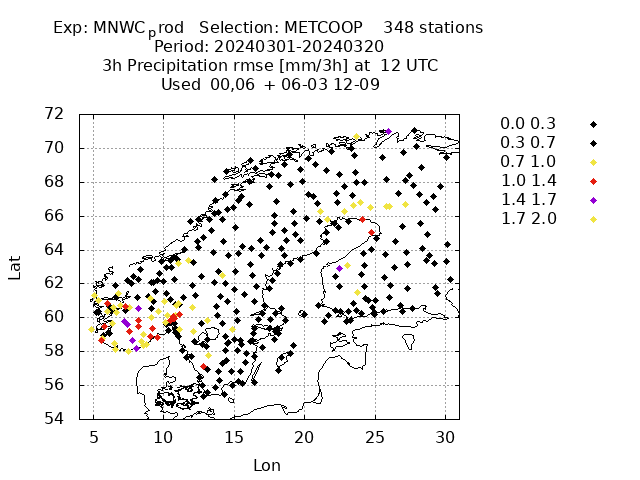 Exp: MNWC_prod   Selection: METCOOP    348 stations
Period: 20240301-20240320
3h Precipitation rmse [mm/3h] at  12 UTC
Used  00,06  + 06-03 12-09
72
70
68
66
64
62
60
58
56
54
Lat
5 10 15 20 25 30
Lon
0.0 0.3
0.3 0.7
0.7 1.0
1.0 1.4
1.4 1.7
1.7 2.0